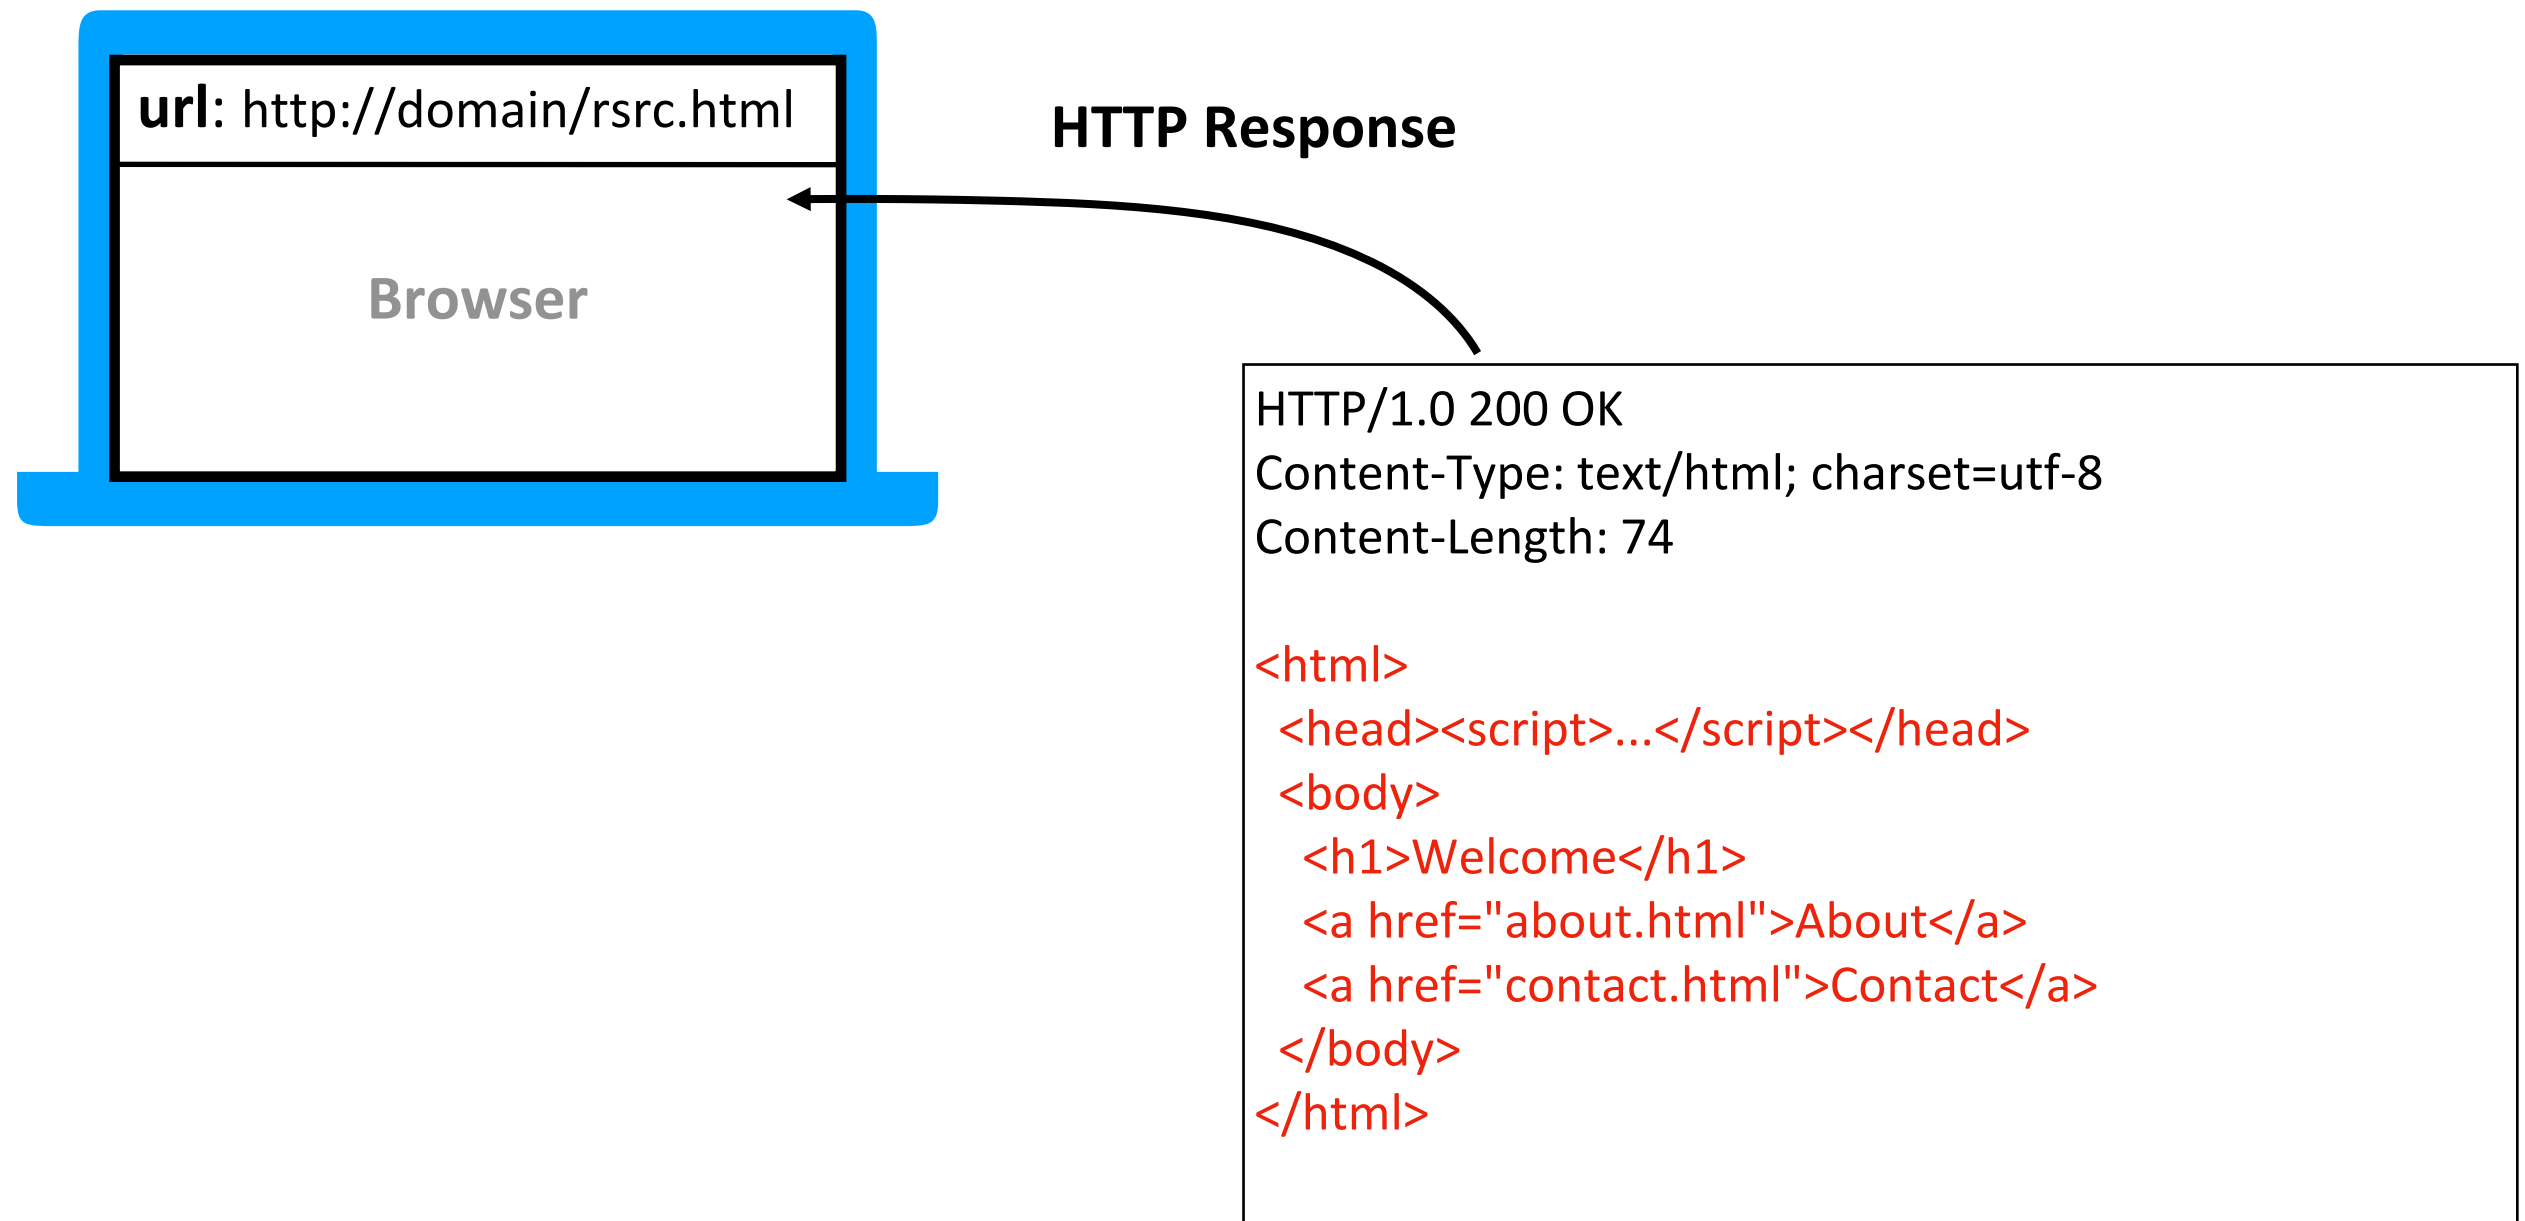 url: http://domain/rsrc.html
HTTP Response
Browser
HTTP/1.0 200 OK
Content-Type: text/html; charset=utf-8
Content-Length: 74
<html>
<head><script>...</script></head>
<body>
<h1>Welcome</h1>
<a href="about.html">About</a>
<a href="contact.html">Contact</a>
</body>
</html>